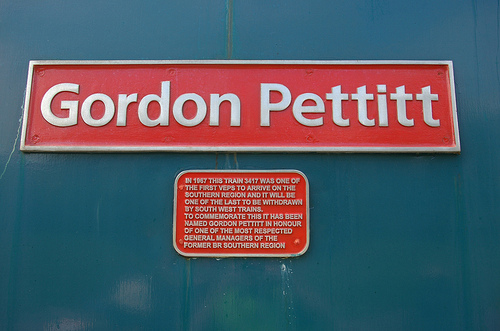 Gordon Pettitt
IN 1967 THIS TRAIN 3417 WAS ONE OF
THE FIRST VEPS TO ARRIVE ON THE
SOUTHERN REGION AND IT WILL BE
ONE OF THE LAST TO BE WITHDRAWN
BY SOUTH WEST TRAINS.
TO COMMEMORATE THIS IT HAS BEEN
NAMED GORDON PETTITT IN HONOUR
OF ONE OF THE MOST RESPECTED
GENERAL MANAGERS OF THE
FORMER BR SOUTHERN REGION